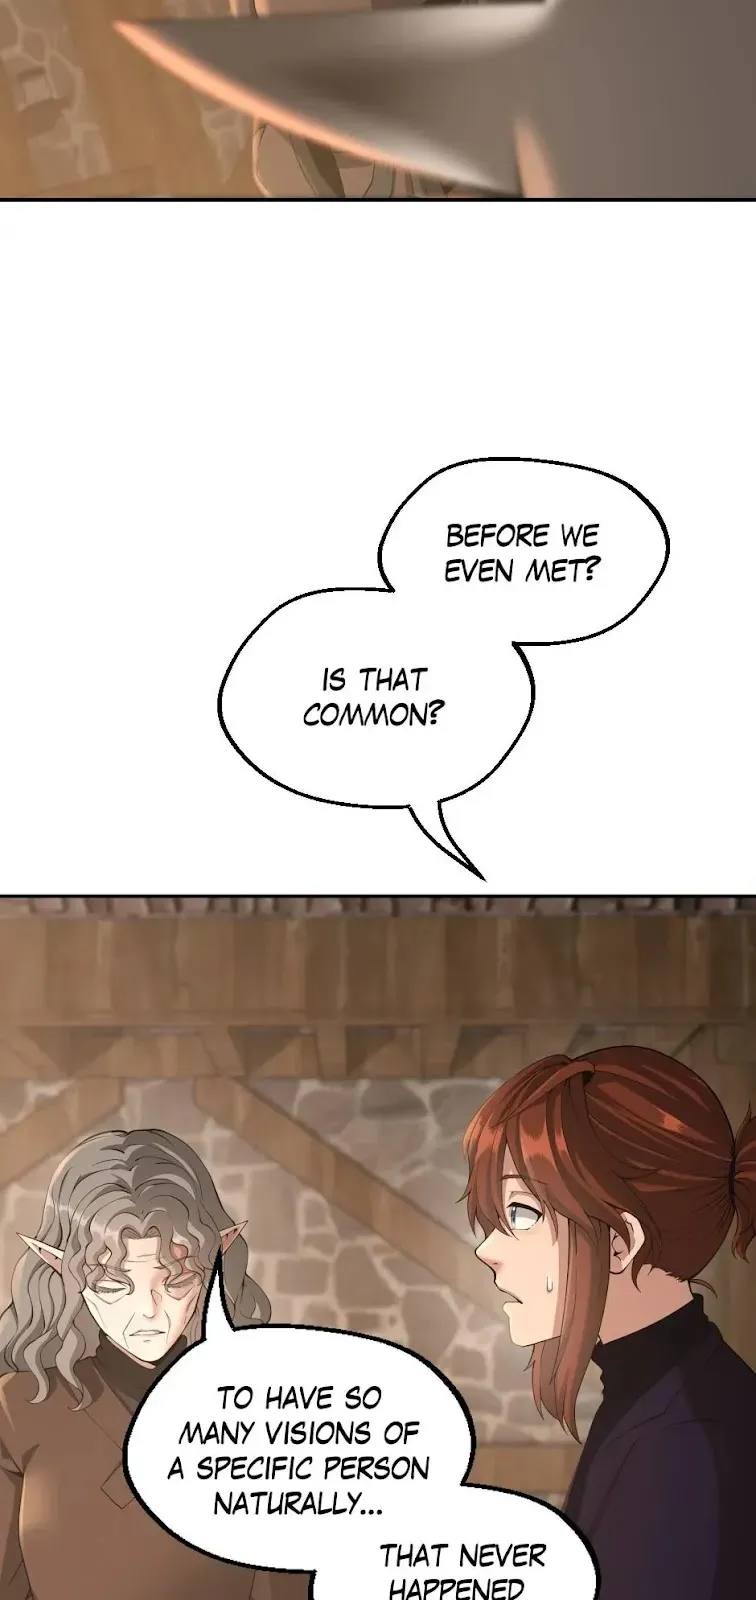 BEFORE WE
EVEN MET?
IS THAT
COMMON?
TO HAVE SO
MANY VISIONS OF
A SPECIFIC PERSON
NATURALLY...
THAT NEVER
HAPPENED